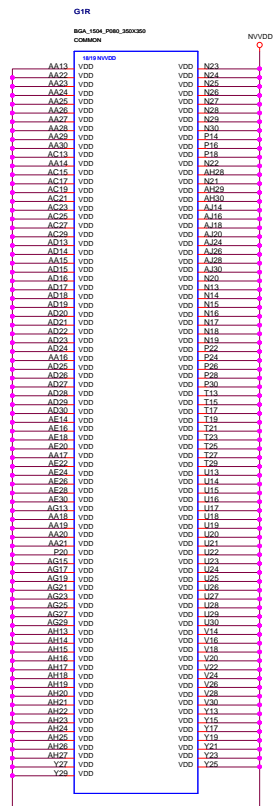 G1R
BGA_1504_P080_350X350
COMMON
NVVDD
18/19 NVVDD
AA13 VDD VDD N23
AA22 VDD VDD N24
AA23 VDD VDD N25
AA24 VDD VDD N26
AA25 VDD VDD N27
AA26 VDD VDD N28
AA27 VDD VDD N29
AA28 VDD VDD N30
AA29 VDD VDD P14
AA30 VDD VDD P16
AC13 VDD VDD P18
AA14 VDD VDD
AC15 VDD VDD AH28
AC17 VDD VDD N21
AC19 VDD VDD AH29
AC21 VDD VDD AH30
AC23 VDD VDD AJ14
AC25 VDD VDD AJ16
AC27 VDD VDD AJ18
AC29 VDD VDD AJ20
AD13 VDD VDD AJ24
AD14 VDD VDD AJ26
AA15 VDD VDD AJ28
AD15 VDD VDD AJ30
AD16 VDD VDD N20
AD17 VDD VDD N13
AD18 VDD VDD N14
AD19 VDD VDD N15
AD20 VDD VDD N16
AD21 VDD VDD N17
AD22 VDD VDD N18
AD23 VDD VDD N19
AD24 VDD VDD P22
AA16 VDD VDD P24
AD25 VDD VDD P26
AD26 VDD VDD P28
AD27 VDD VDD P30
AD28 VDD VDD T13
AD29 VDD VDD T15
AD30 VDD VDD T17
AE14 VDD VDD T19
AE16 VDD VDD T21
AE18 VDD VDD T23
AE20 VDD VDD T25
AA17 VDD VDD T27
AE22 VDD VDD T29
AE24 VDD VDD U13
AE26 VDD VDD U14
AE28 VDD VDD U15
AE30 VDD VDD U16
AG13 VDD VDD U17
AA18 VDD VDD U18
AA19 VDD VDD U19
AA20 VDD VDD U20
AA21 VDD VDD U21
P20 VDD VDD U22
AG15 VDD VDD U23
AG17 VDD VDD U24
AG19 VDD VDD U25
AG21 VDD VDD U26
AG23 VDD VDD U27
AG25 VDD VDD U28
AG27 VDD VDD U29
AG29 VDD VDD U30
AH13 VDD VDD V14
AH14 VDD VDD V16
AH15 VDD VDD V18
AH16 VDD VDD V20
AH17 VDD VDD V22
AH18 VDD VDD V24
AH19 VDD VDD V26
AH20 VDD VDD V28
AH21 VDD VDD V30
AH22 VDD VDD Y13
AH23 VDD VDD Y15
AH24 VDD VDD Y17
AH25 VDD VDD Y19
AH26 VDD VDD Y21
AH27 VDD VDD Y23
Y27 VDD VDD Y25
Y29 VDD